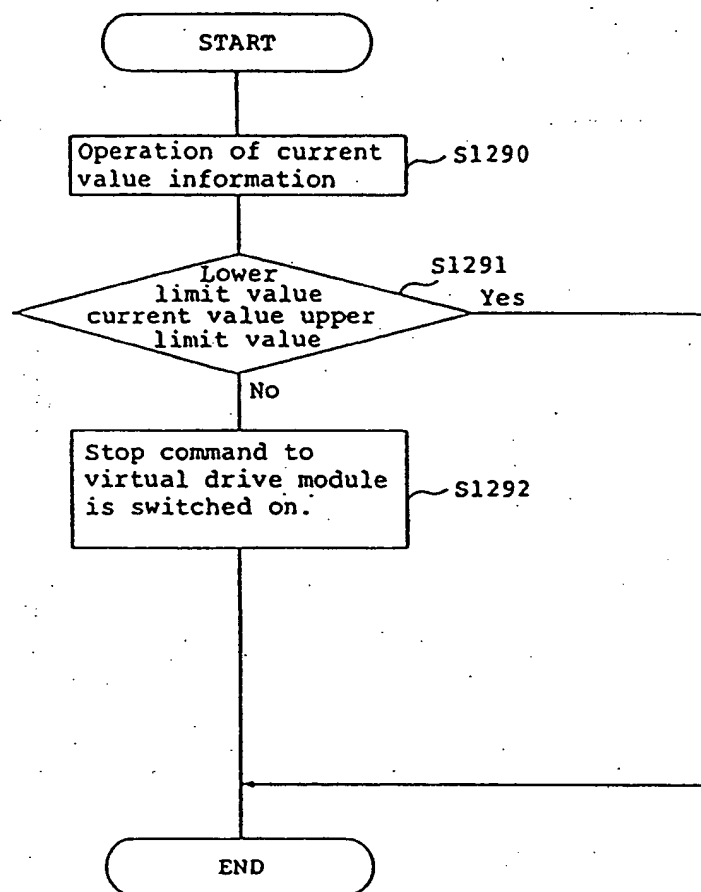 START
Operation of current
value information
S1290
Lower
limit value
current value upper
limit value
S1291
Yes
No
Stop command to
virtual drive module
is switched on.
S1292
END